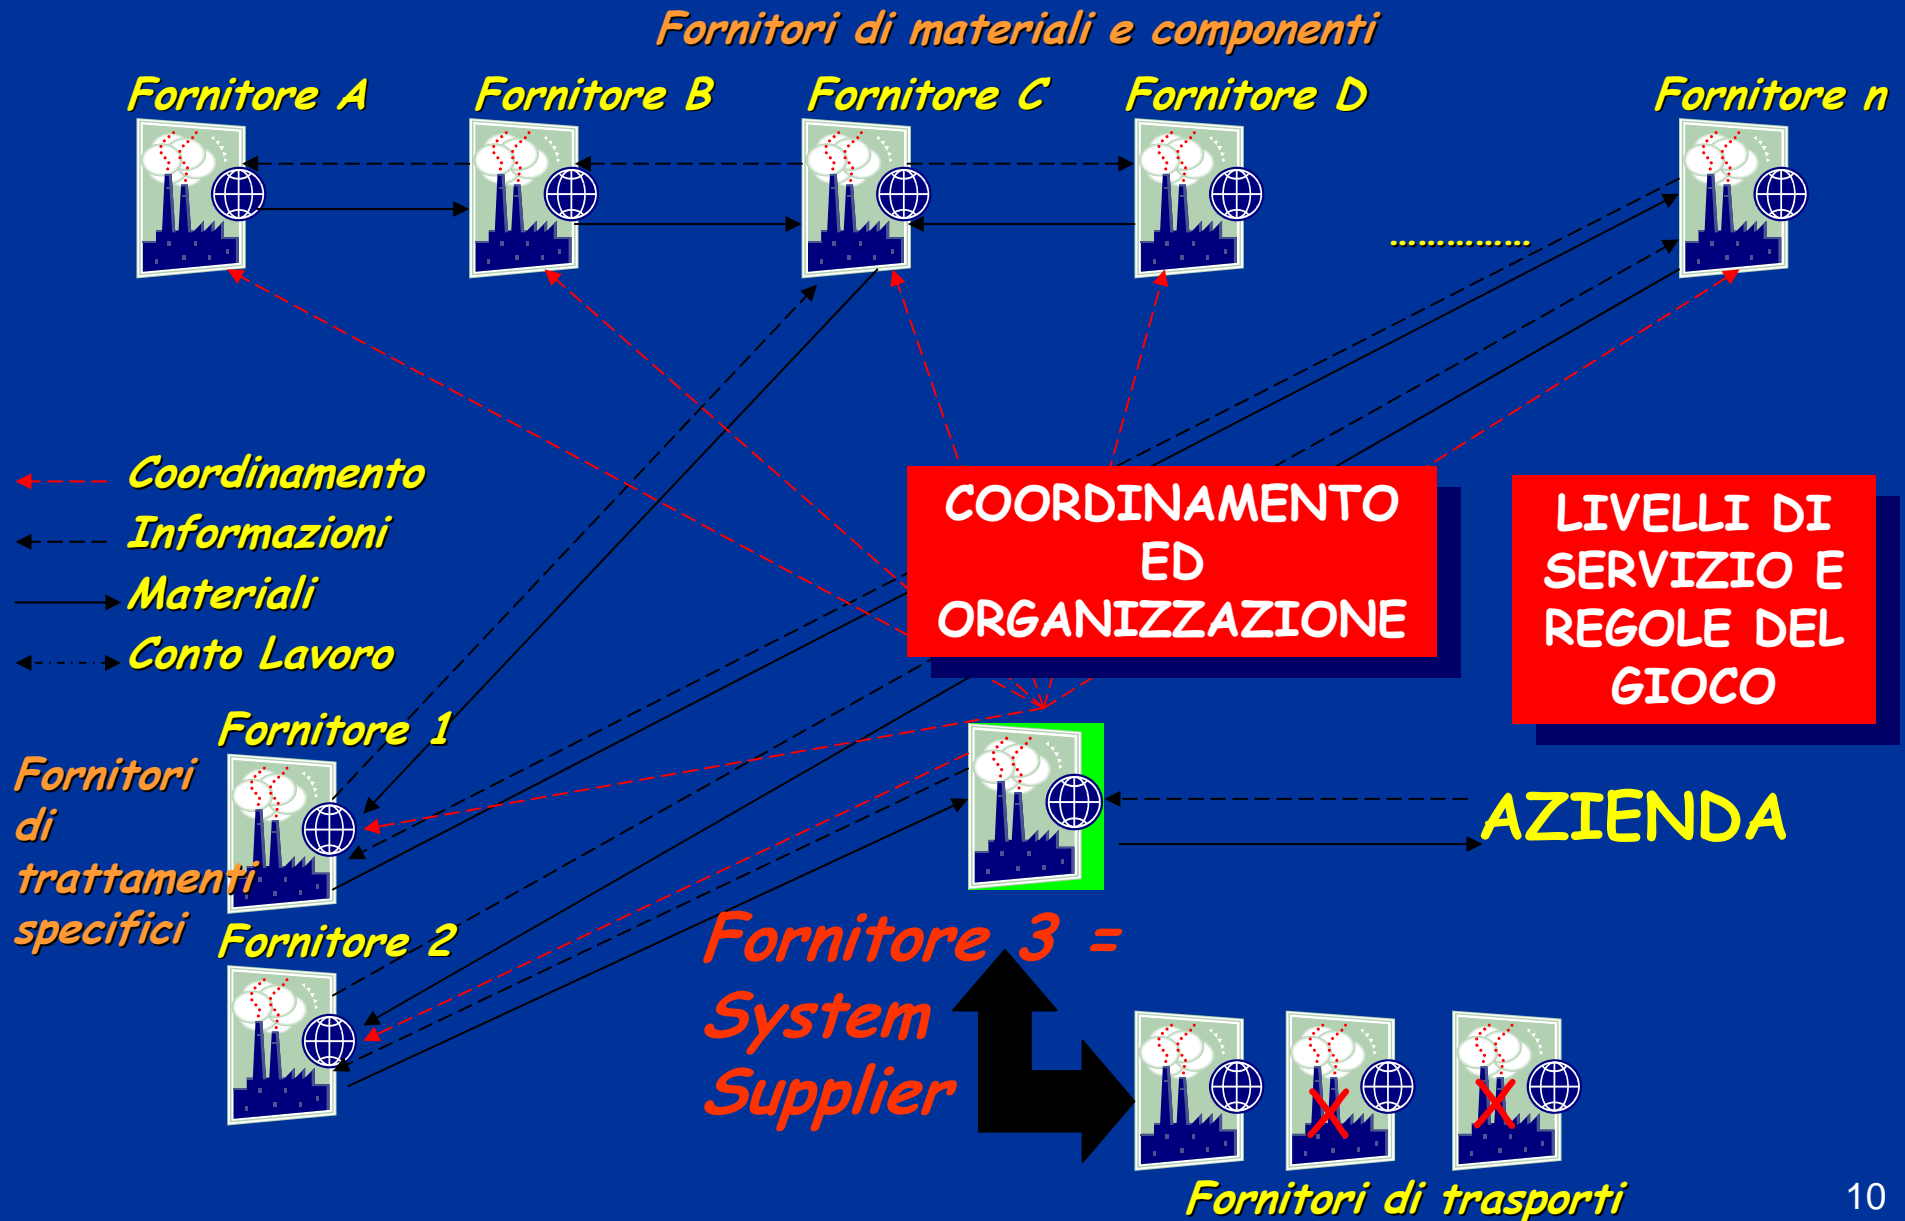 Fornitori di materiali e componenti
Fornitore A
Fornitore B
Fornitore C
Fornitore D
Fornitore n
...............
Coordinamento
Informazioni
Materiali
Conto Lavoro
COORDINAMENTO
ED
ORGANIZZAZIONE
LIVELLI DI
SERVIZIO E
REGOLE DEL
GIOCO
Fornitore 1
Fornitori
di
trattamenti
specifici
Fornitore 2
AZIENDA
Fornitore 3 =
System
Supplier
Fornitori di trasporti
10